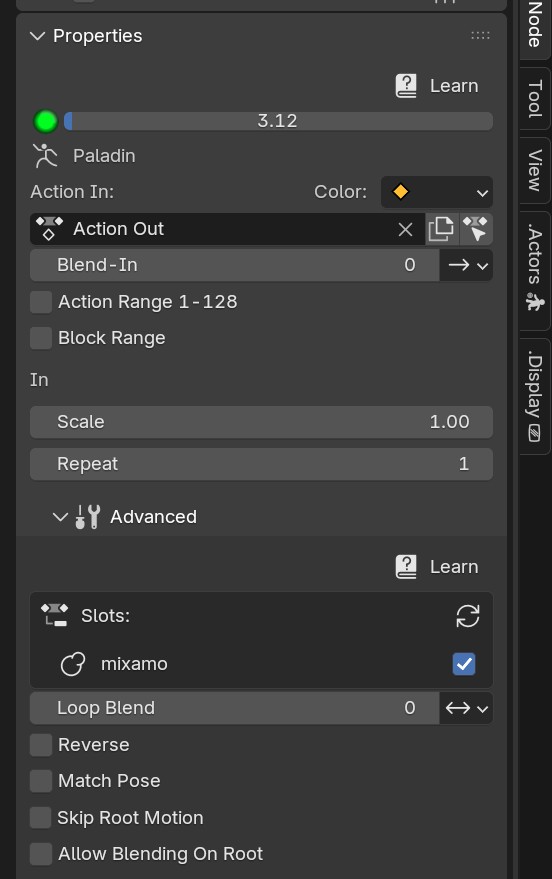 Properties
Learn
3.12
Paladin
Action In: Color:
Action Out
Blend-In 0
Action Range 1-128
Block Range
In
Scale 1.00
Repeat 1
Advanced
Learn
Slots:
mixamo
Loop Blend 0
Reverse
Match Pose
Skip Root Motion
Allow Blending On Root
Node
Tool
View
.Actors
.Display